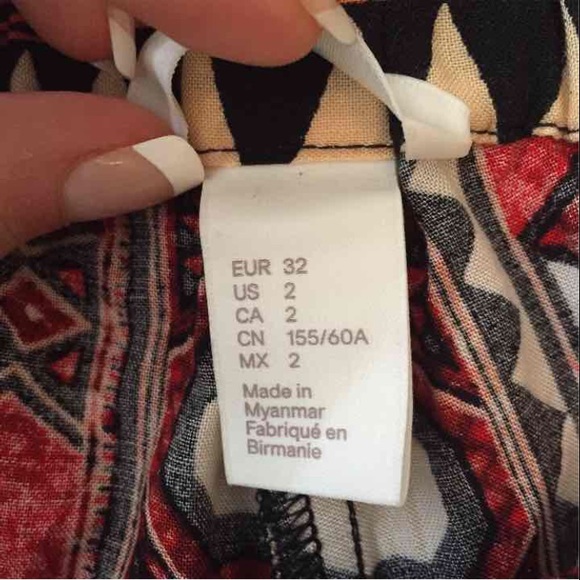 EUR 32
US 2
CA 2
CN 155/60A
MX 2
Made in
Myanmar
Fabriqué en
Birmanie